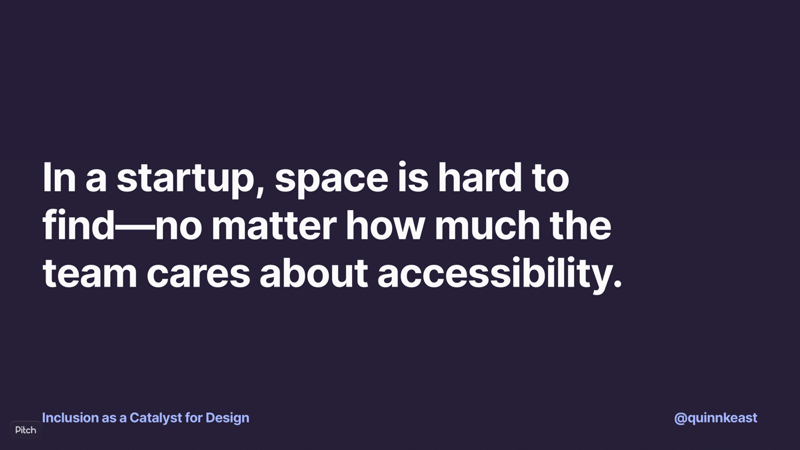 In a startup, space is hard to
find—no matter how much the
team cares about accessibility.
Inclusion as a Catalyst for Design
@quinnkeast
Pitch